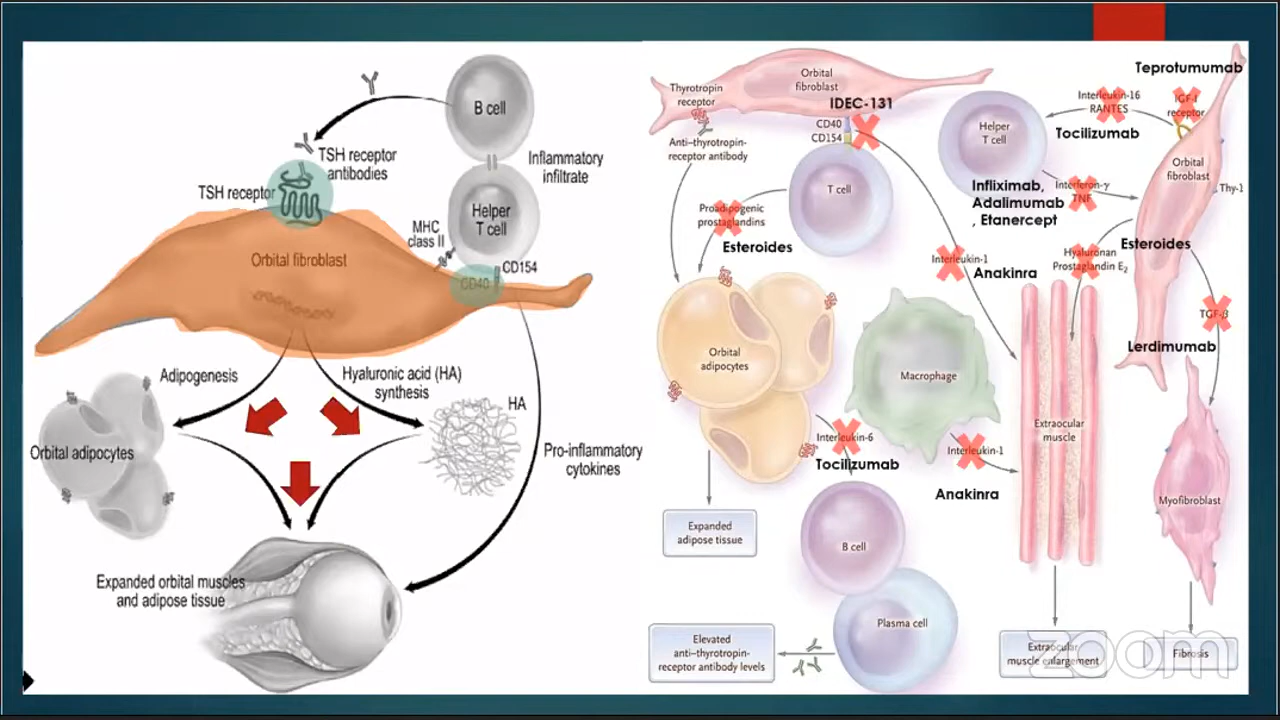 B cell
TSH receptor
antibodies
Inflammatory
infiltrate
TSH receptor
Helper
T cell
MHC
class II
CD154
CD40
Orbital fibroblast
Adipogenesis
Hyaluronic acid (HA)
synthesis
HA
Orbital adipocytes
Pro-inflammatory
cytokines
Expanded orbital muscles
and adipose tissue
Thyrotropin
receptor
Orbital
fibroblast
IDEC-131
CD40
CD154
Anti–thyrotropin-
receptor antibody
T cell
Proadipogenic
prostaglandins
Esteroides
Teprotumumab
Interleukin-16
RANTES
IGF-1
receptor
Tocilizumab
Helper
T cell
Orbital
fibroblast
Thy-1
Infliximab,
Adalimumab
, Etanercept
Interferon-γ
TNF
Esteroides
Hyaluronan
Prostaglandin E2
Interleukin-1
Anakinra
TGF-β
Lerdimumab
Orbital
adipocytes
Macrophage
Extraocular
muscle
Interleukin-6
Tocilizumab
Interleukin-1
Anakinra
Myofibroblast
Expanded
adipose tissue
B cell
Plasma cell
Elevated
anti–thyrotropin-
receptor antibody levels
Extraocular
muscle enlargement
Fibrosis
zoom